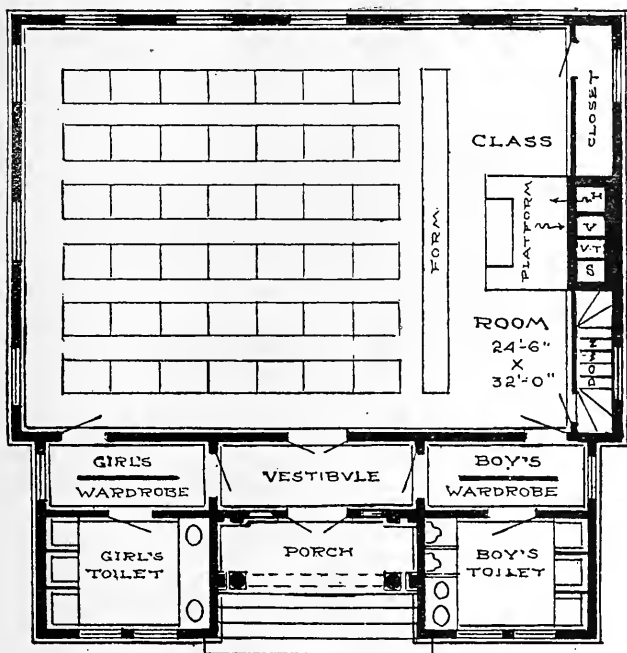 CLOSET
CLASS
PLATFORM
H
V
V.T
S
FORM
ROOM
24'-6"
X
32'-0"
DOWN
GIRL'S
WARDROBE
VESTIBVLE
BOY'S
WARDROBE
GIRL'S
TOILET
PORCH
BOY'S
TOILET